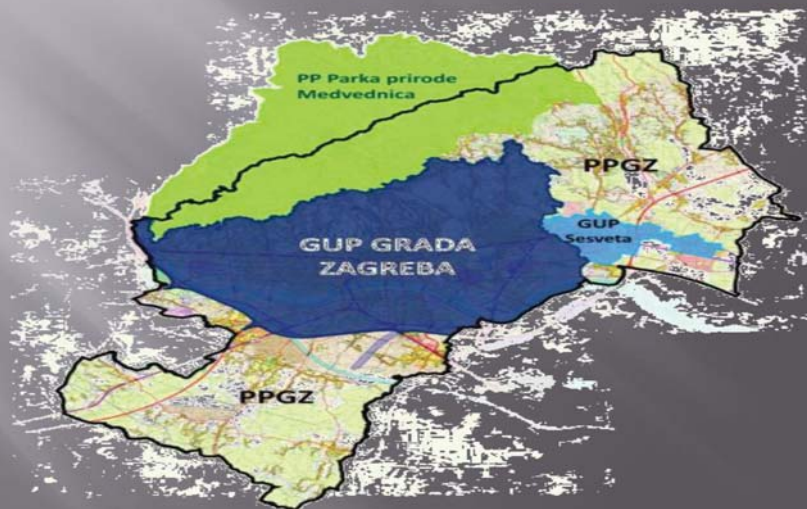 PP Parka prirode
Medvednica
PPGZ
GUP
Sesveta
GUP GRADA
ZAGREBA
PPGZ